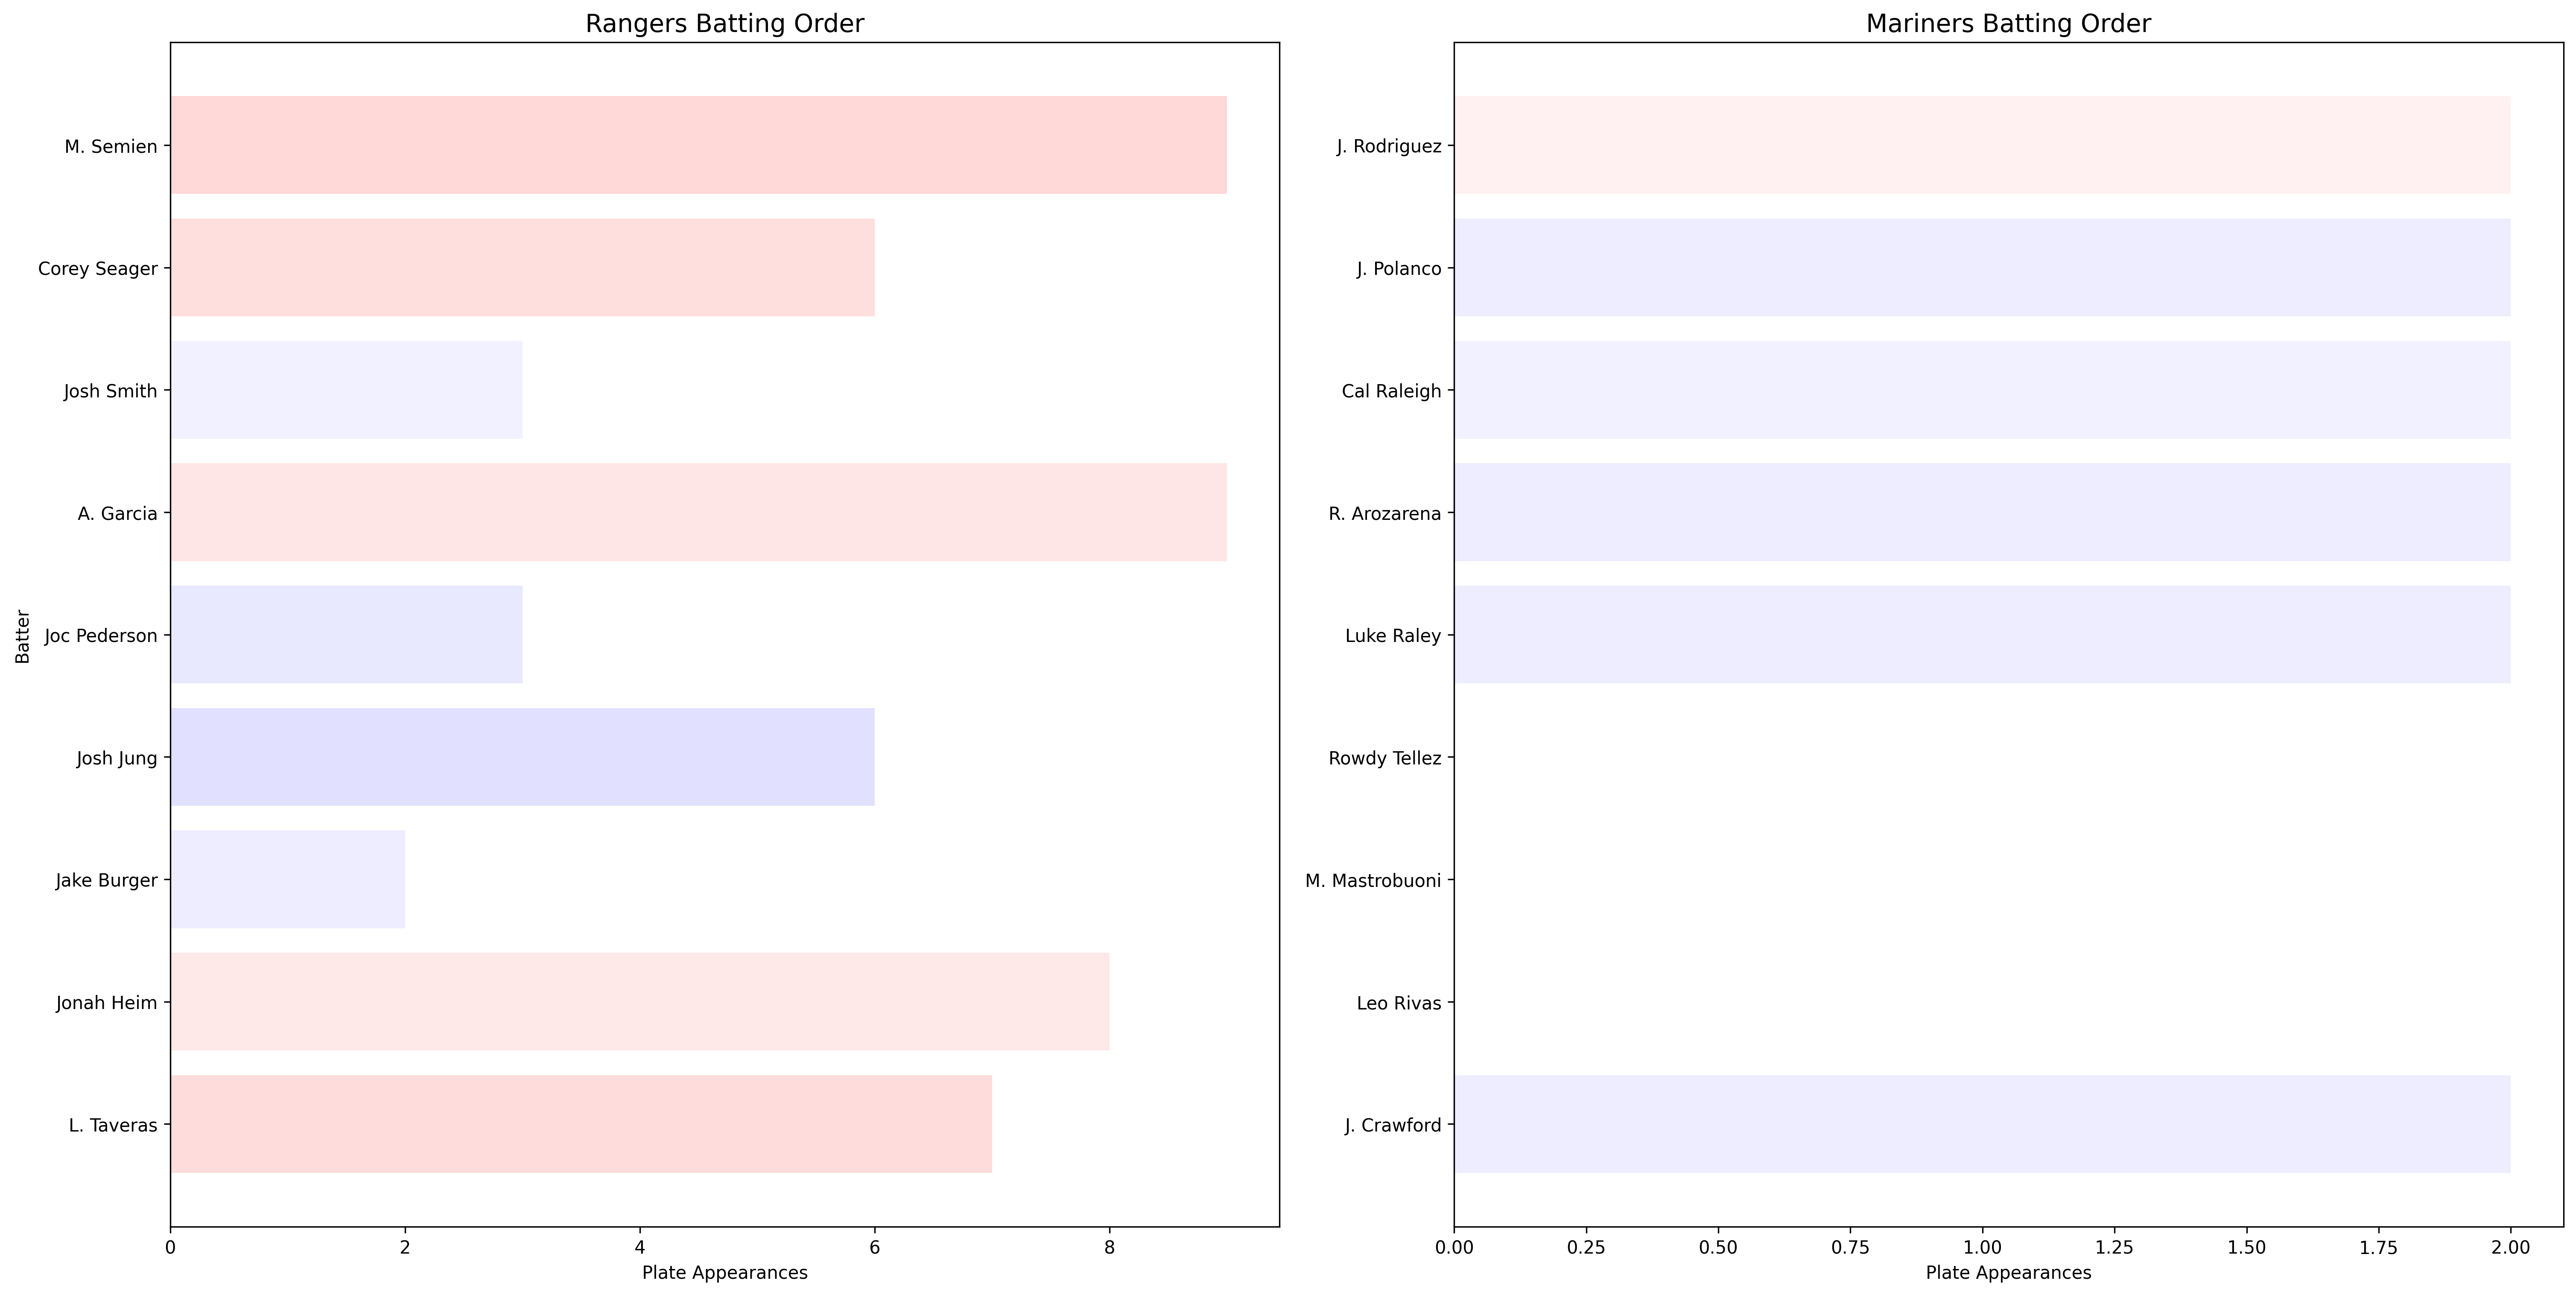 Rangers Batting Order
Batter
M. Semien
Corey Seager
Josh Smith
A. Garcia
Joc Pederson
Josh Jung
Jake Burger
Jonah Heim
L. Taveras
0 2 4 6 8
Plate Appearances
Mariners Batting Order
J. Rodriguez
J. Polanco
Cal Raleigh
R. Arozarena
Luke Raley
Rowdy Tellez
M. Mastrobuoni
Leo Rivas
J. Crawford
0.00 0.25 0.50 0.75 1.00 1.25 1.50 1.75 2.00
Plate Appearances